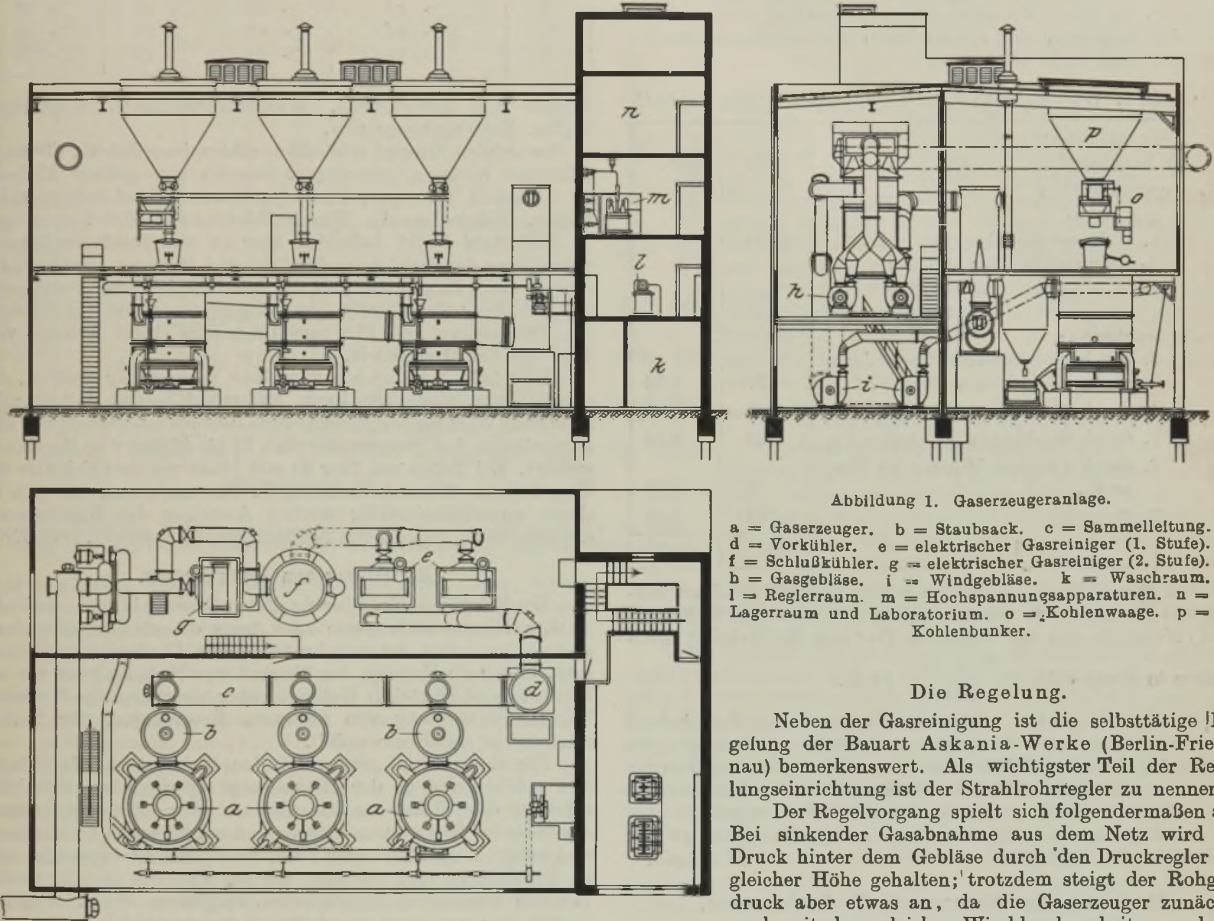 n
m
l
k
p
o
h
i
g
f
e
c
d
b
b
a
a
Abbildung 1. Gaserzeugeranlage.
a = Gaserzeuger. b = Staubsack. c = Sammelleitung.
d = Vorkühler. e = elektrischer Gasreiniger (1. Stufe).
f = Schlußkühler. g = elektrischer Gasreiniger (2. Stufe).
h = Gasgebläse. i = Windgebläse. k = Waschraum.
l = Reglerraum. m = Hochspannungsapparaturen. n =
Lagerraum und Laboratorium. o = Kohlenwaage. p =
Kohlenbunker.
Die Regelung.
Neben der Gasreinigung ist die selbsttätige
gelung der Bauart Askania-Werke (Berlin-Frie
nau) bemerkenswert. Als wichtigster Teil der Re
lungseinrichtung ist der Strahlrohrregler zu nennen
Der Regelvorgang spielt sich folgendermaßen
Bei sinkender Gasabnahme aus dem Netz wird
Druck hinter dem Gebläse durch den Druckregler
gleicher Höhe gehalten; trotzdem steigt der Rohg
druck aber etwas an, da die Gaserzeuger zunäc